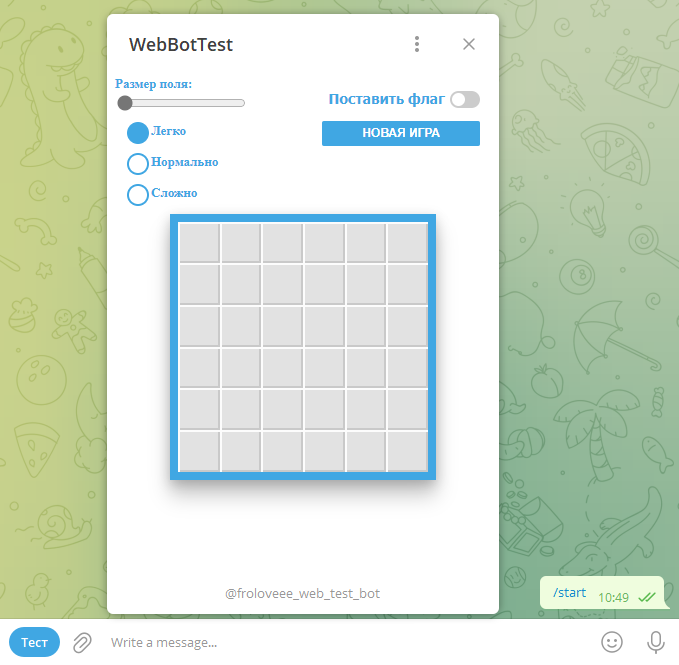 WebBotTest
Размер поля:
Поставить флаг
Легко
НОВАЯ ИГРА
Нормально
Сложно
@froloveee_web_test_bot
/start 10:49
Тест
Write a message...